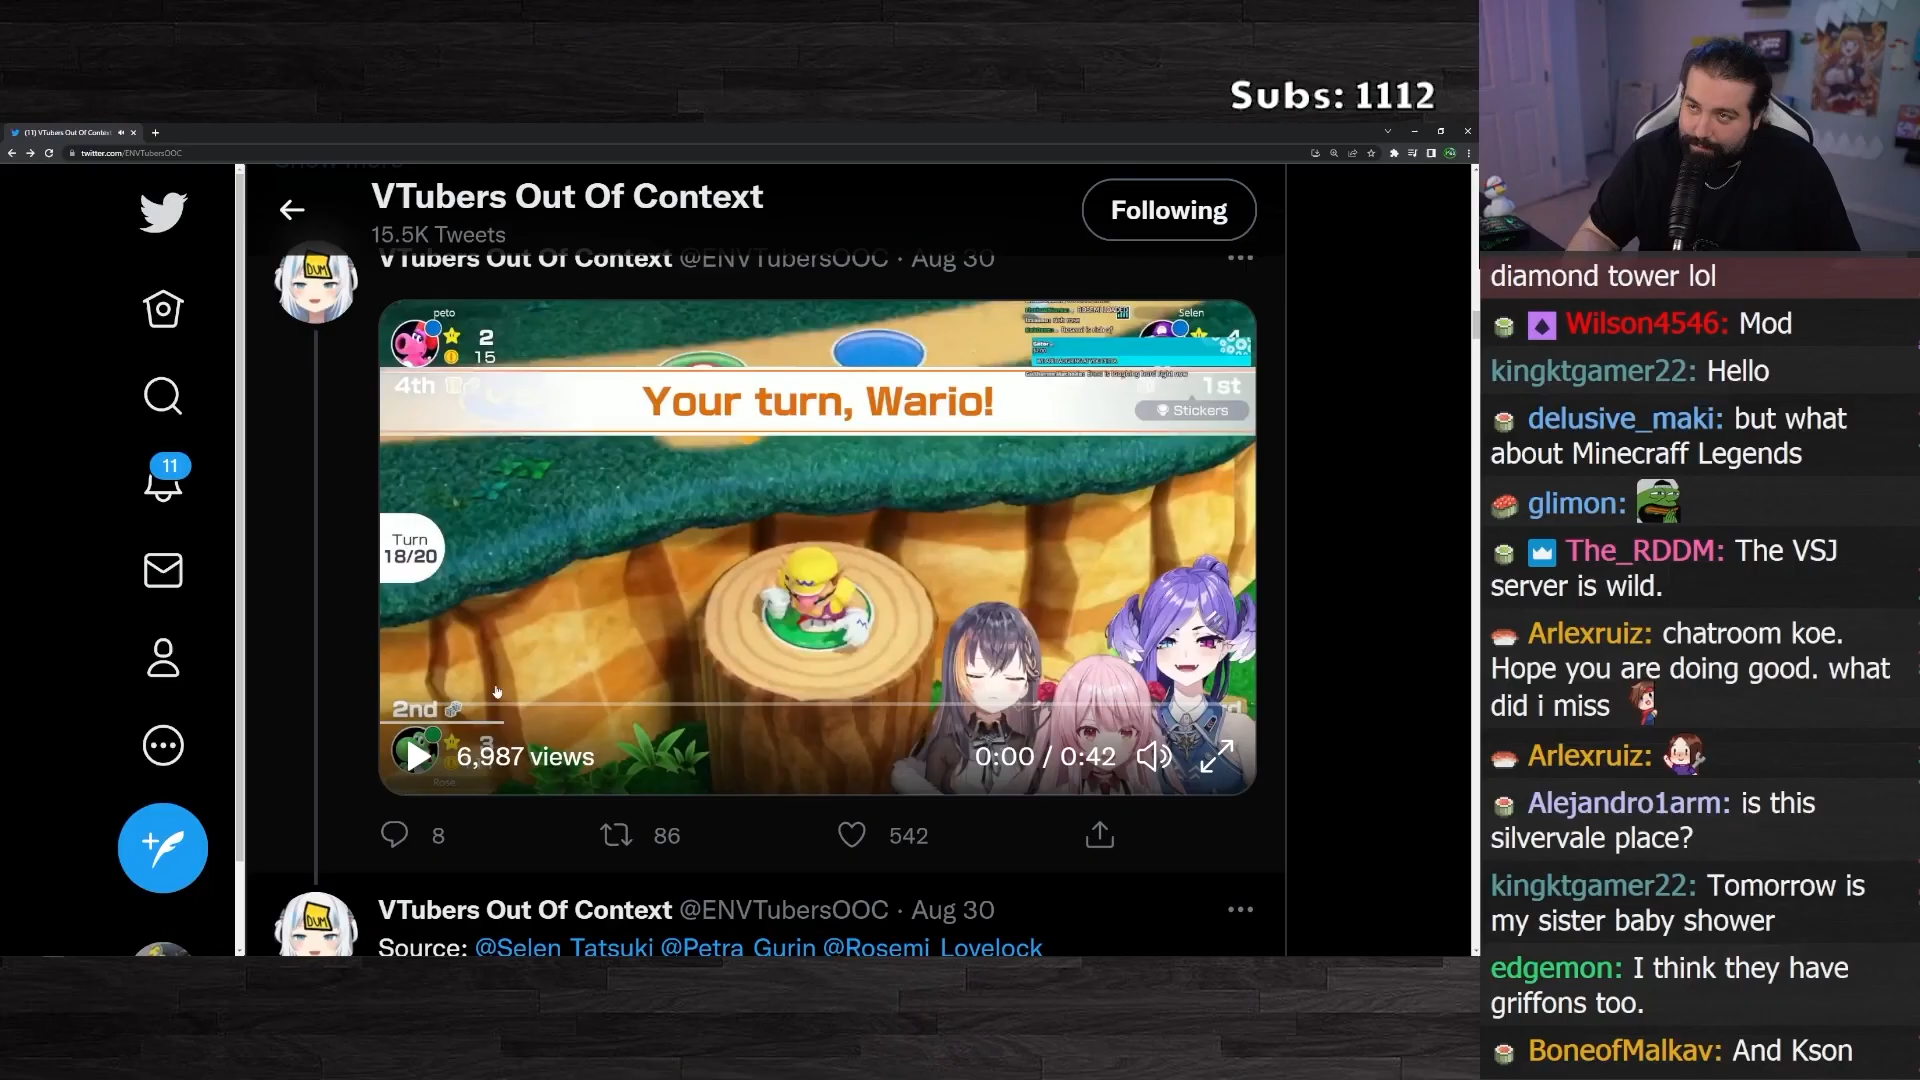 Subs: 1112
(11) VTubers Out Of Context
twitter.com/ENVTubersOOC
VTubers Out Of Context
15.5K Tweets
Following
VTubers Out Of Context @ENVTubersOOC · Aug 30
DUM
peto
2
15
4th
Selen
4
1st
Your turn, Wario!
Stickers
Turn
18/20
2nd
3
Rose
6,987 views
0:00 / 0:42
11
8
86
542
VTubers Out Of Context @ENVTubersOOC · Aug 30
DUM
Source: @Selen_Tatsuki @Petra_Gurin @Rosemi_Lovelock
diamond tower lol
Wilson4546: Mod
kingktgamer22: Hello
delusive_maki: but what
about Minecraff Legends
glimon:
The_RDDM: The VSJ
server is wild.
Arlexruiz: chatroom koe.
Hope you are doing good. what
did i miss
Arlexruiz:
Alejandro1arm: is this
silvervale place?
kingktgamer22: Tomorrow is
my sister baby shower
edgemon: I think they have
griffons too.
BoneofMalkav: And Kson